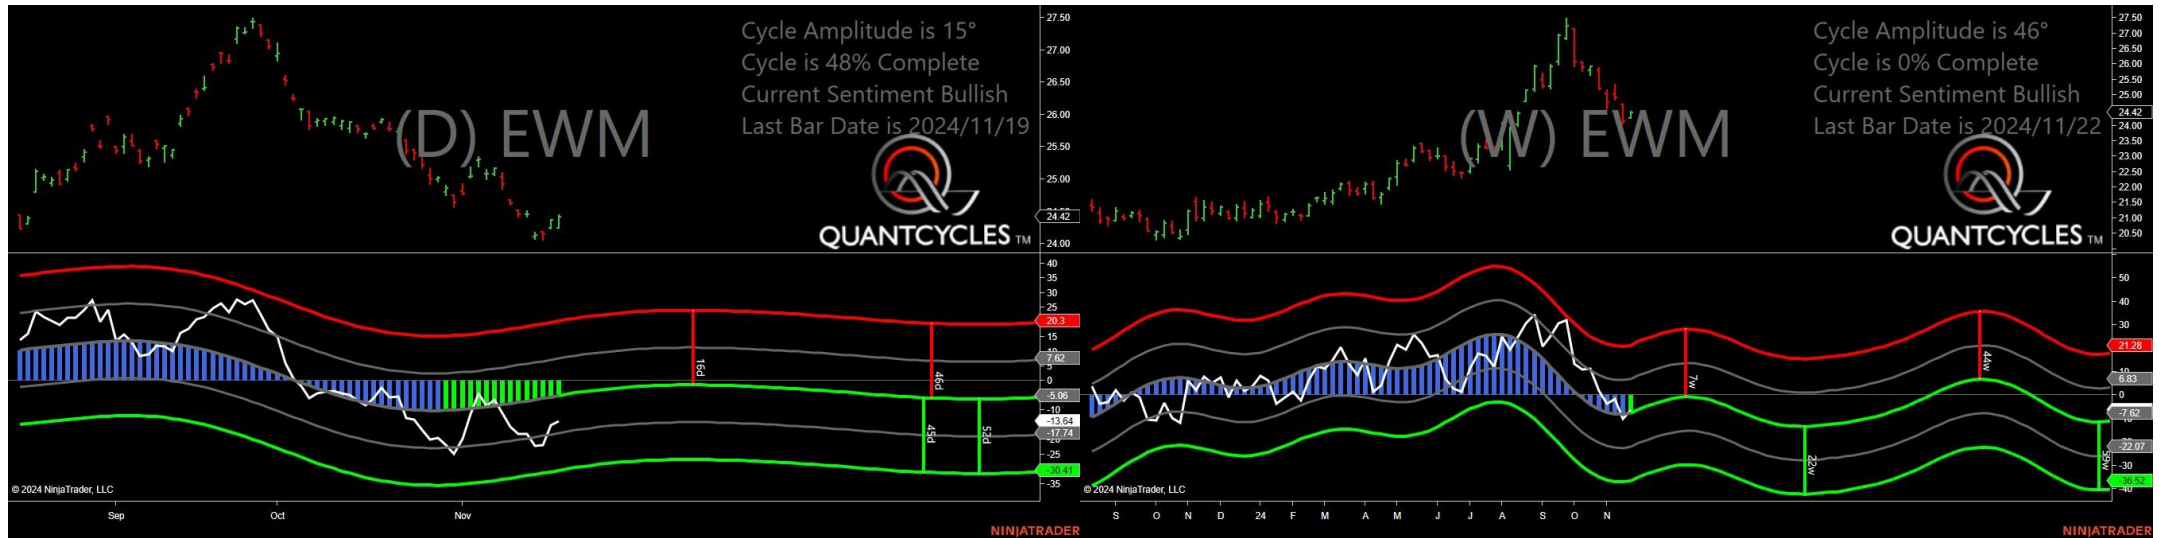 Cycle Amplitude is 15°
Cycle is 48% Complete
Current Sentiment Bullish
Last Bar Date is 2024/11/19
(D) EWM
QUANTCYCLES TM
27.50
27.00
26.50
26.00
25.50
25.00
24.42
24.00
40
35
30
25
20.3
15
7.62
5
0
-5.06
-10
-13.64
-17.74
-25
-30.41
-35
16d
46d
45d
52d
© 2024 NinjaTrader, LLC
Sep
Oct
Nov
NINJATRADER
Cycle Amplitude is 46°
Cycle is 0% Complete
Current Sentiment Bullish
Last Bar Date is 2024/11/22
(W) EWM
QUANTCYCLES TM
27.50
27.00
26.50
26.00
25.50
25.00
24.42
24.00
23.50
23.00
22.50
22.00
21.50
21.00
20.50
50
40
30
21.28
6.83
0
-7.62
-22.07
-30
-36.52
7w
44w
22w
59w
© 2024 NinjaTrader, LLC
S O N D 24 F M A M J J A S O N
NINJATRADER